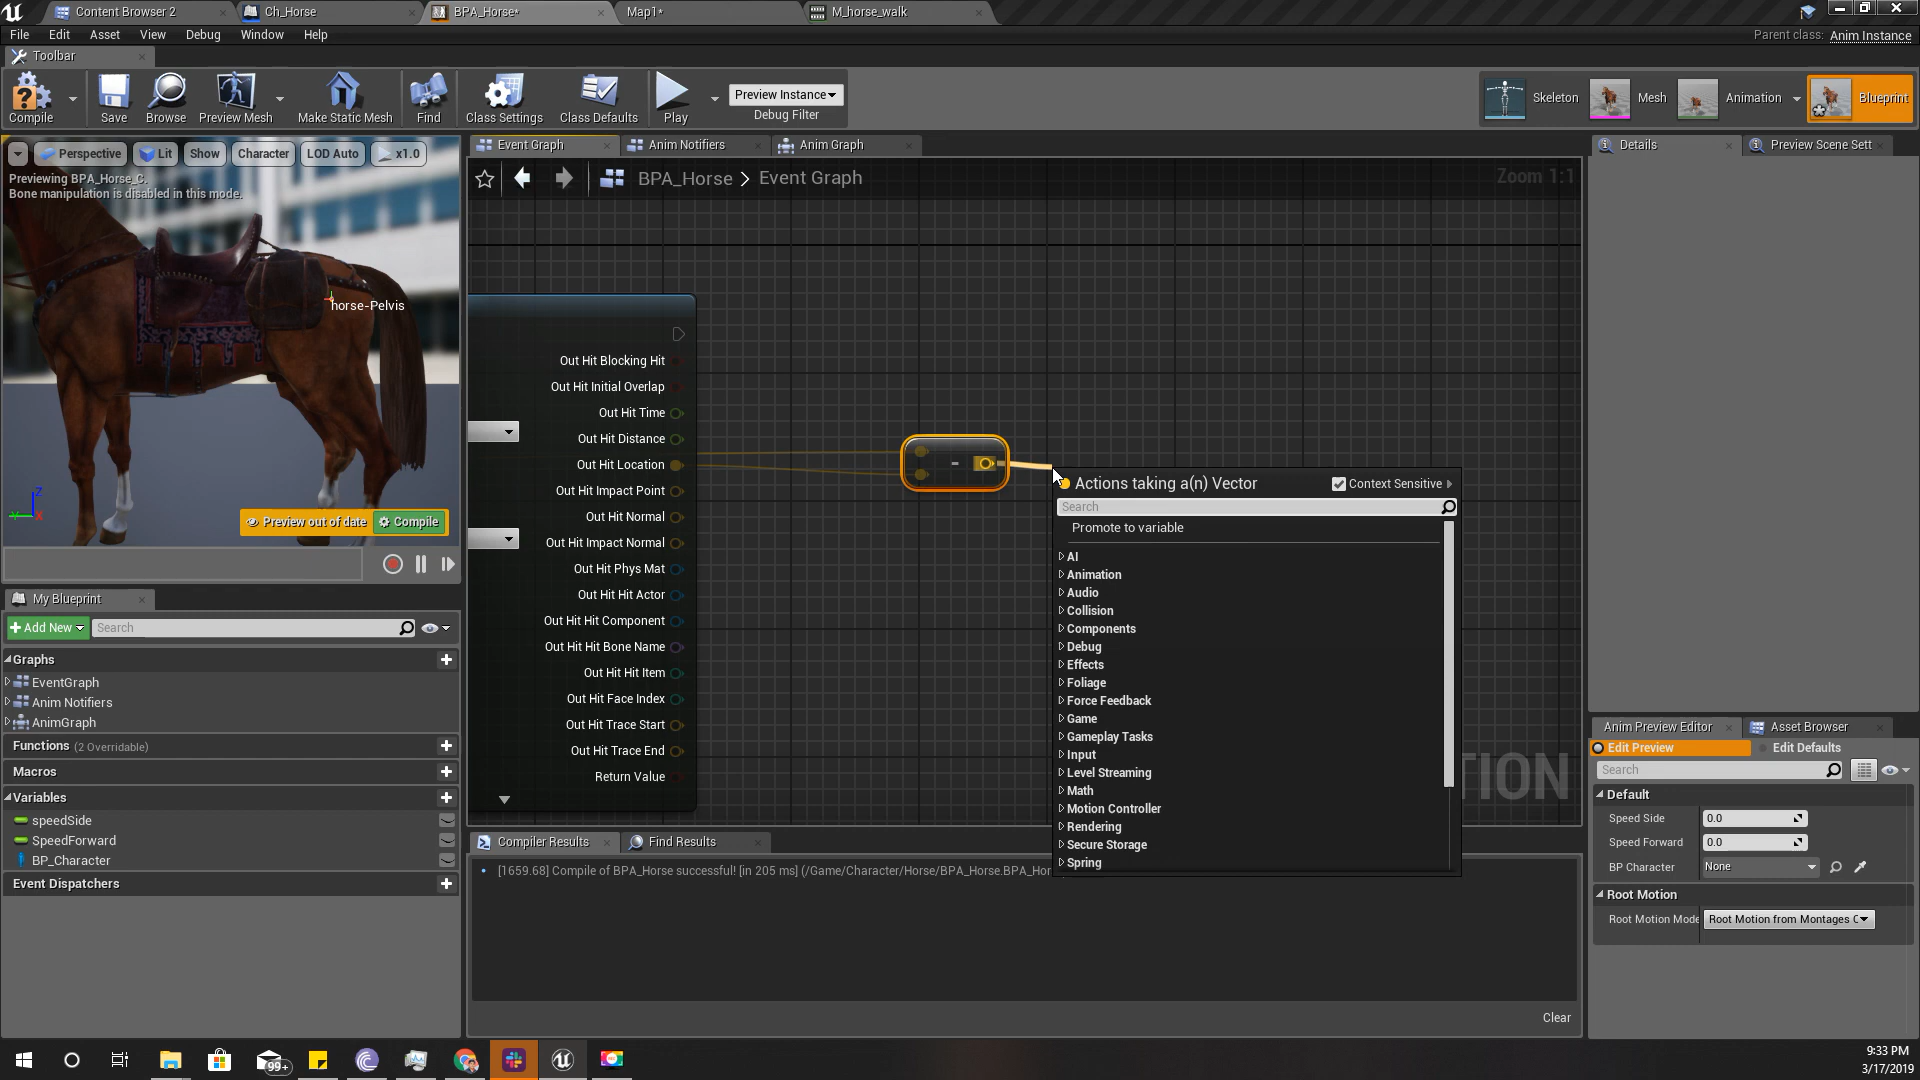 Content Browser 2
Ch_Horse
BPA_Horse*
Map1*
M_horse_walk
File Edit Asset View Debug Window Help
Parent class: Anim Instance
Toolbar
Compile
Save
Browse
Preview Mesh
Make Static Mesh
Find
Class Settings
Class Defaults
Play
Preview Instance
Debug Filter
Skeleton
Mesh
Animation
Blueprint
Perspective
Lit
Show
Character
LOD Auto
x1.0
Previewing BPA_Horse_C.
Bone manipulation is disabled in this mode.
horse-Pelvis
Z
Y
X
Preview out of date
Compile
My Blueprint
Add New
Search
Graphs
EventGraph
Anim Notifiers
AnimGraph
Functions (2 Overridable)
Macros
Variables
speedSide
SpeedForward
BP_Character
Event Dispatchers
Event Graph
Anim Notifiers
Anim Graph
BPA_Horse > Event Graph
Zoom 1:1
Out Hit Blocking Hit
Out Hit Initial Overlap
Out Hit Time
Out Hit Distance
Out Hit Location
Out Hit Impact Point
Out Hit Normal
Out Hit Impact Normal
Out Hit Phys Mat
Out Hit Hit Actor
Out Hit Hit Component
Out Hit Hit Bone Name
Out Hit Hit Item
Out Hit Face Index
Out Hit Trace Start
Out Hit Trace End
Return Value
-
Actions taking a(n) Vector
Context Sensitive
Search
Promote to variable
AI
Animation
Audio
Collision
Components
Debug
Effects
Foliage
Force Feedback
Game
Gameplay Tasks
Input
Level Streaming
Math
Motion Controller
Rendering
Secure Storage
Spring
TION
Compiler Results
Find Results
[1659.68] Compile of BPA_Horse successful! [in 205 ms] (/Game/Character/Horse/BPA_Horse.BPA_Hor
Clear
Details
Preview Scene Sett
Anim Preview Editor
Asset Browser
Edit Preview
Edit Defaults
Search
Default
Speed Side 0.0
Speed Forward 0.0
BP Character None
Root Motion
Root Motion Mode Root Motion from Montages O
99+
9:33 PM
3/17/2019